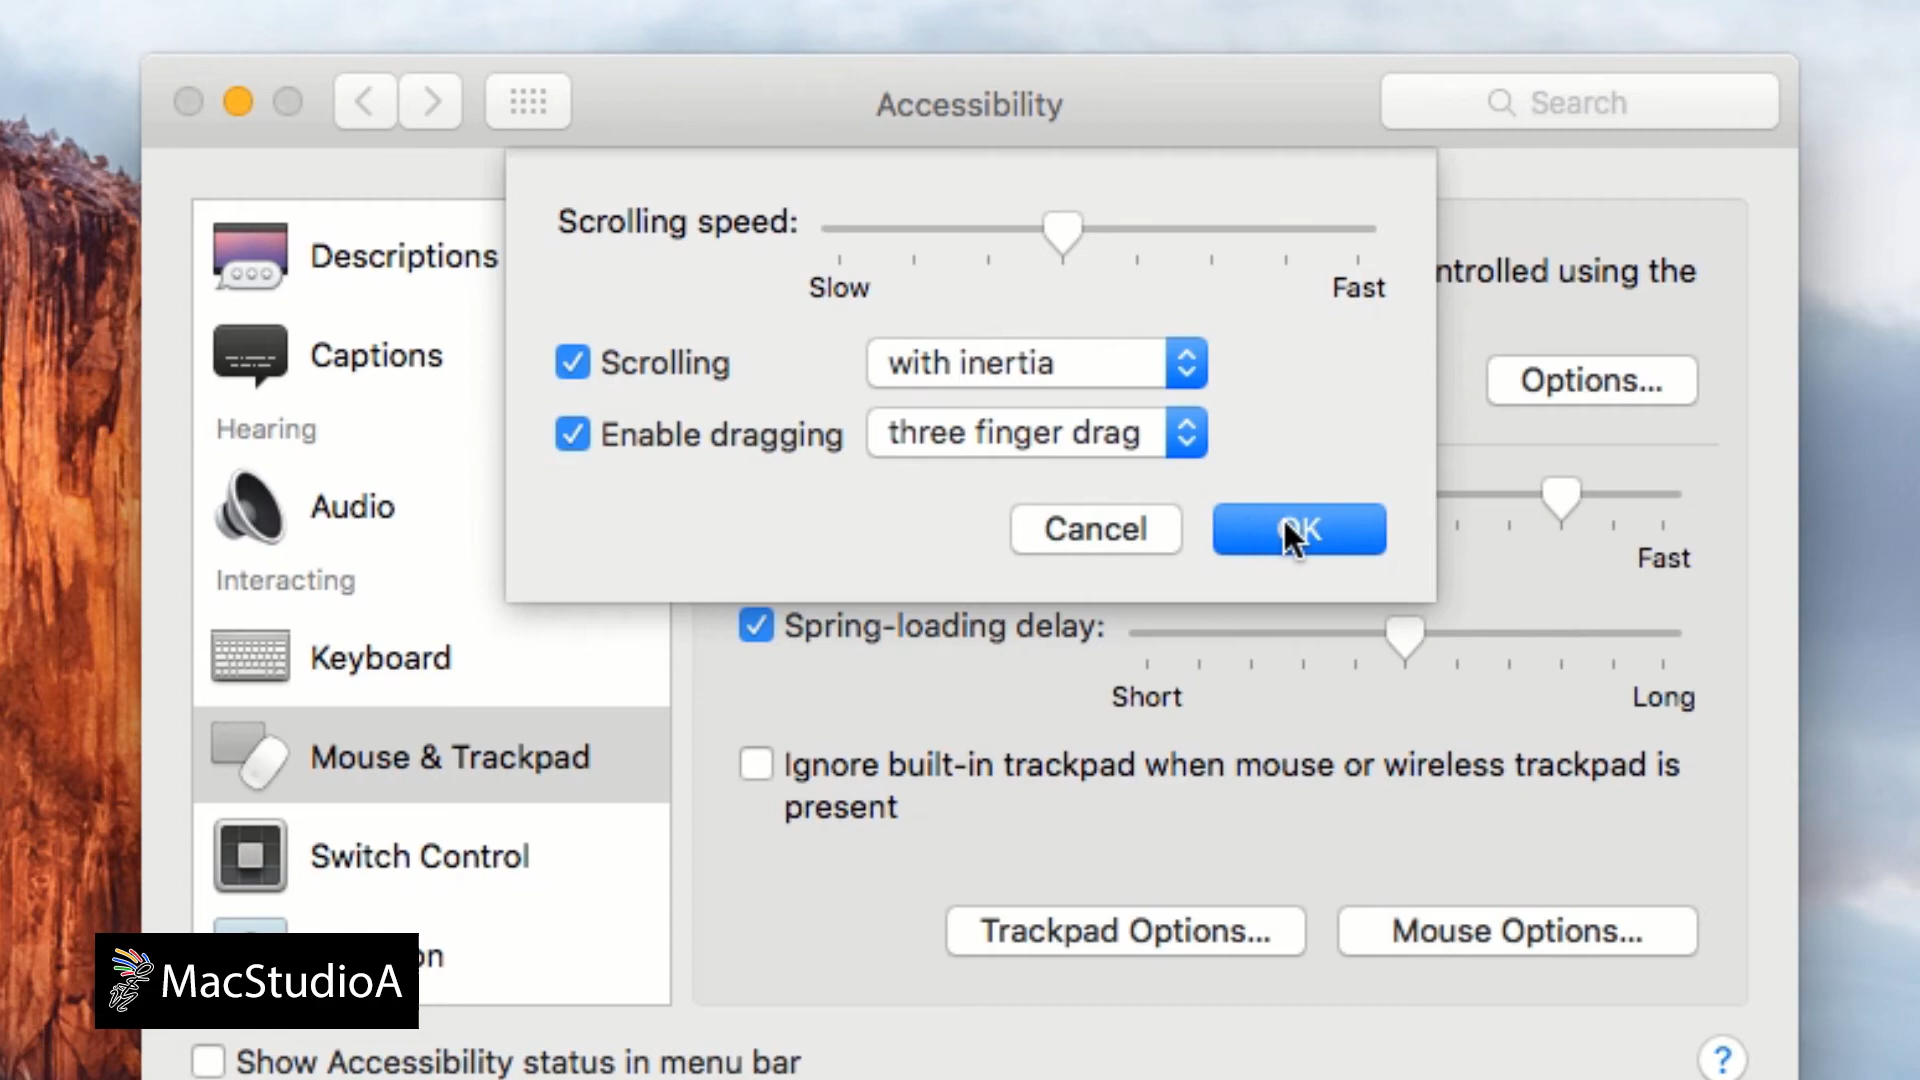 Accessibility
Search
Scrolling speed:
Slow
Fast
Scrolling
with inertia
Enable dragging
three finger drag
Cancel
OK
Descriptions
Captions
Hearing
Audio
Interacting
Keyboard
Mouse & Trackpad
Switch Control
on
ntrolled using the
Options...
Fast
Spring-loading delay:
Short
Long
Ignore built-in trackpad when mouse or wireless trackpad is
present
Trackpad Options...
Mouse Options...
MacStudioA
Show Accessibility status in menu bar
?